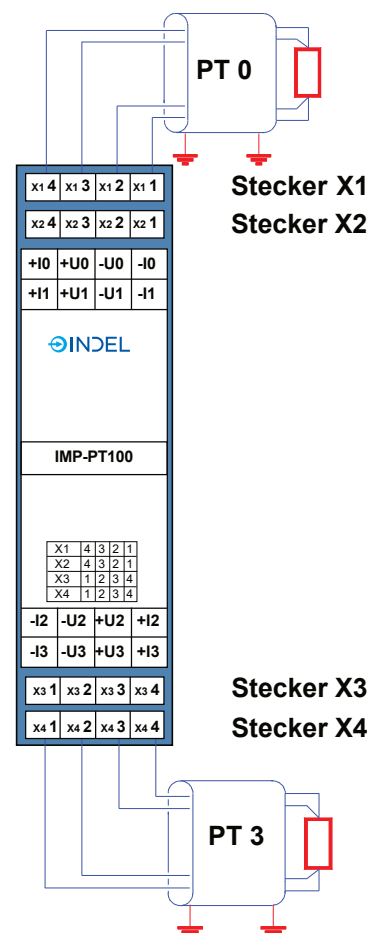 PT 0
X1 4 X1 3 X1 2 X1 1 Stecker X1
X2 4 X2 3 X2 2 X2 1 Stecker X2
+I0 +U0 -U0 -I0
+I1 +U1 -U1 -I1
INDEL
IMP-PT100
X1 4 3 2 1
X2 4 3 2 1
X3 1 2 3 4
X4 1 2 3 4
-I2 -U2 +U2 +I2
-I3 -U3 +U3 +I3
X3 1 X3 2 X3 3 X3 4 Stecker X3
X4 1 X4 2 X4 3 X4 4 Stecker X4
PT 3